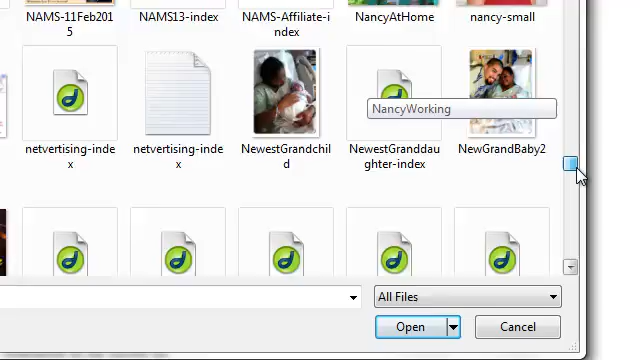 NAMS-11Feb201
5
NAMS13-index
NAMS-Affiliate-i
ndex
NancyAtHome
nancy-small
NancyWorking
netvertising-inde
x
netvertising-inde
x
NewestGrandchil
d
NewestGranddau
ghter-index
NewGrandBaby2
All Files
Open
Cancel